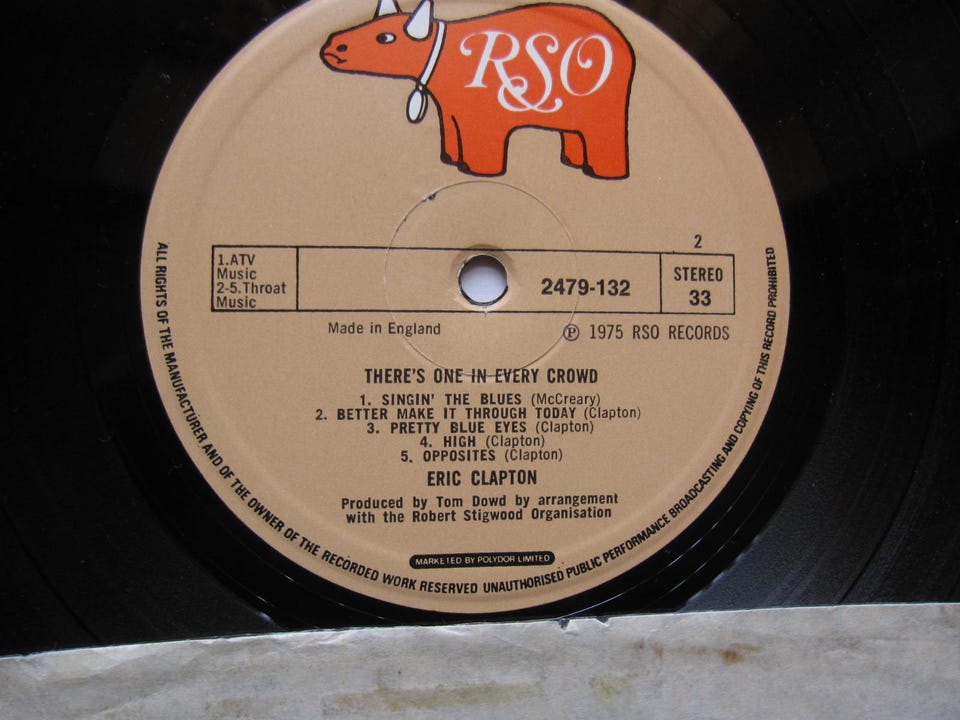 RSO
2
1.ATV
Music
2-5.Throat
Music
2479-132
STEREO
33
Made in England
Ⓟ 1975 RSO RECORDS
THERE'S ONE IN EVERY CROWD
1. SINGIN' THE BLUES (McCreary)
2. BETTER MAKE IT THROUGH TODAY (Clapton)
3. PRETTY BLUE EYES (Clapton)
4. HIGH (Clapton)
5. OPPOSITES (Clapton)
ERIC CLAPTON
Produced by Tom Dowd by arrangement
with the Robert Stigwood Organisation
MARKETED BY POLYDOR LIMITED
ALL RIGHTS OF THE MANUFACTURER AND OF THE OWNER OF THE RECORDED WORK RESERVED UNAUTHORISED PUBLIC PERFORMANCE BROADCASTING AND COPYING OF THIS RECORD PROHIBITED